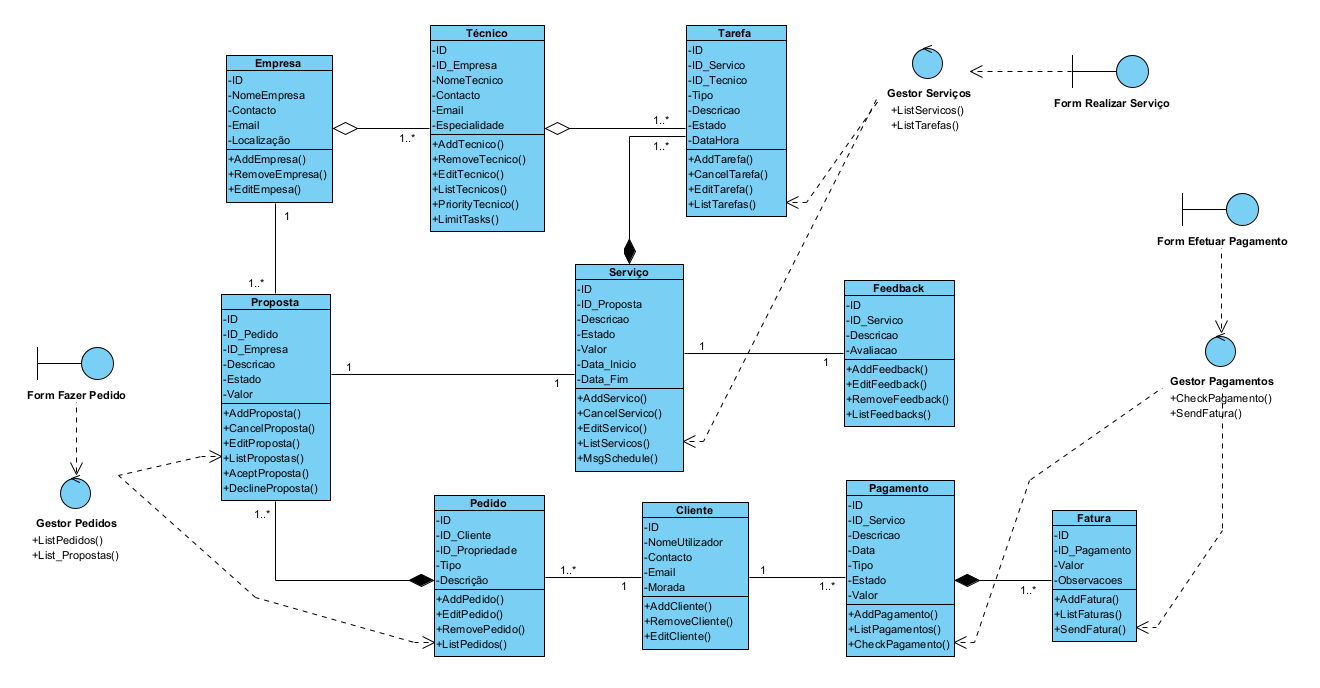 Empresa
-ID
-NomeEmpresa
-Contacto
-Email
-Localização
+AddEmpresa()
+RemoveEmpresa()
+EditEmpesa()
Técnico
-ID
-ID_Empresa
-NomeTecnico
-Contacto
-Email
-Especialidade
+AddTecnico()
+RemoveTecnico()
+EditTecnico()
+ListTecnicos()
+PriorityTecnico()
+LimitTasks()
Tarefa
-ID
-ID_Servico
-ID_Tecnico
-Tipo
-Descricao
-Estado
-DataHora
+AddTarefa()
+CancelTarefa()
+EditTarefa()
+ListTarefas()
Gestor Serviços
+ListServicos()
+ListTarefas()
Form Realizar Serviço
1..*
1..*
1..*
1
1..*
Form Efetuar Pagamento
Proposta
-ID
-ID_Pedido
-ID_Empresa
-Descricao
-Estado
-Valor
+AddProposta()
+CancelProposta()
+EditProposta()
+ListPropostas()
+AceptProposta()
+DeclineProposta()
Serviço
-ID
-ID_Proposta
-Descricao
-Estado
-Valor
-Data_Inicio
-Data_Fim
+AddServico()
+CancelServico()
+EditServico()
+ListServicos()
+MsgSchedule()
Feedback
-ID
-ID_Servico
-Descricao
-Avaliacao
+AddFeedback()
+EditFeedback()
+RemoveFeedback()
+ListFeedbacks()
1
1
1
1
Form Fazer Pedido
Gestor Pagamentos
+CheckPagamento()
+SendFatura()
Gestor Pedidos
+ListPedidos()
+List_Propostas()
1..*
Pedido
-ID
-ID_Cliente
-ID_Propriedade
-Tipo
-Descrição
+AddPedido()
+EditPedido()
+RemovePedido()
+ListPedidos()
1..*
1
Cliente
-ID
-NomeUtilizador
-Contacto
-Email
-Morada
+AddCliente()
+RemoveCliente()
+EditCliente()
1
1..*
Pagamento
-ID
-ID_Servico
-Descricao
-Data
-Tipo
-Estado
-Valor
+AddPagamento()
+ListPagamentos()
+CheckPagamento()
1..*
Fatura
-ID
-ID_Pagamento
-Valor
-Observacoes
+AddFatura()
+ListFaturas()
+SendFatura()